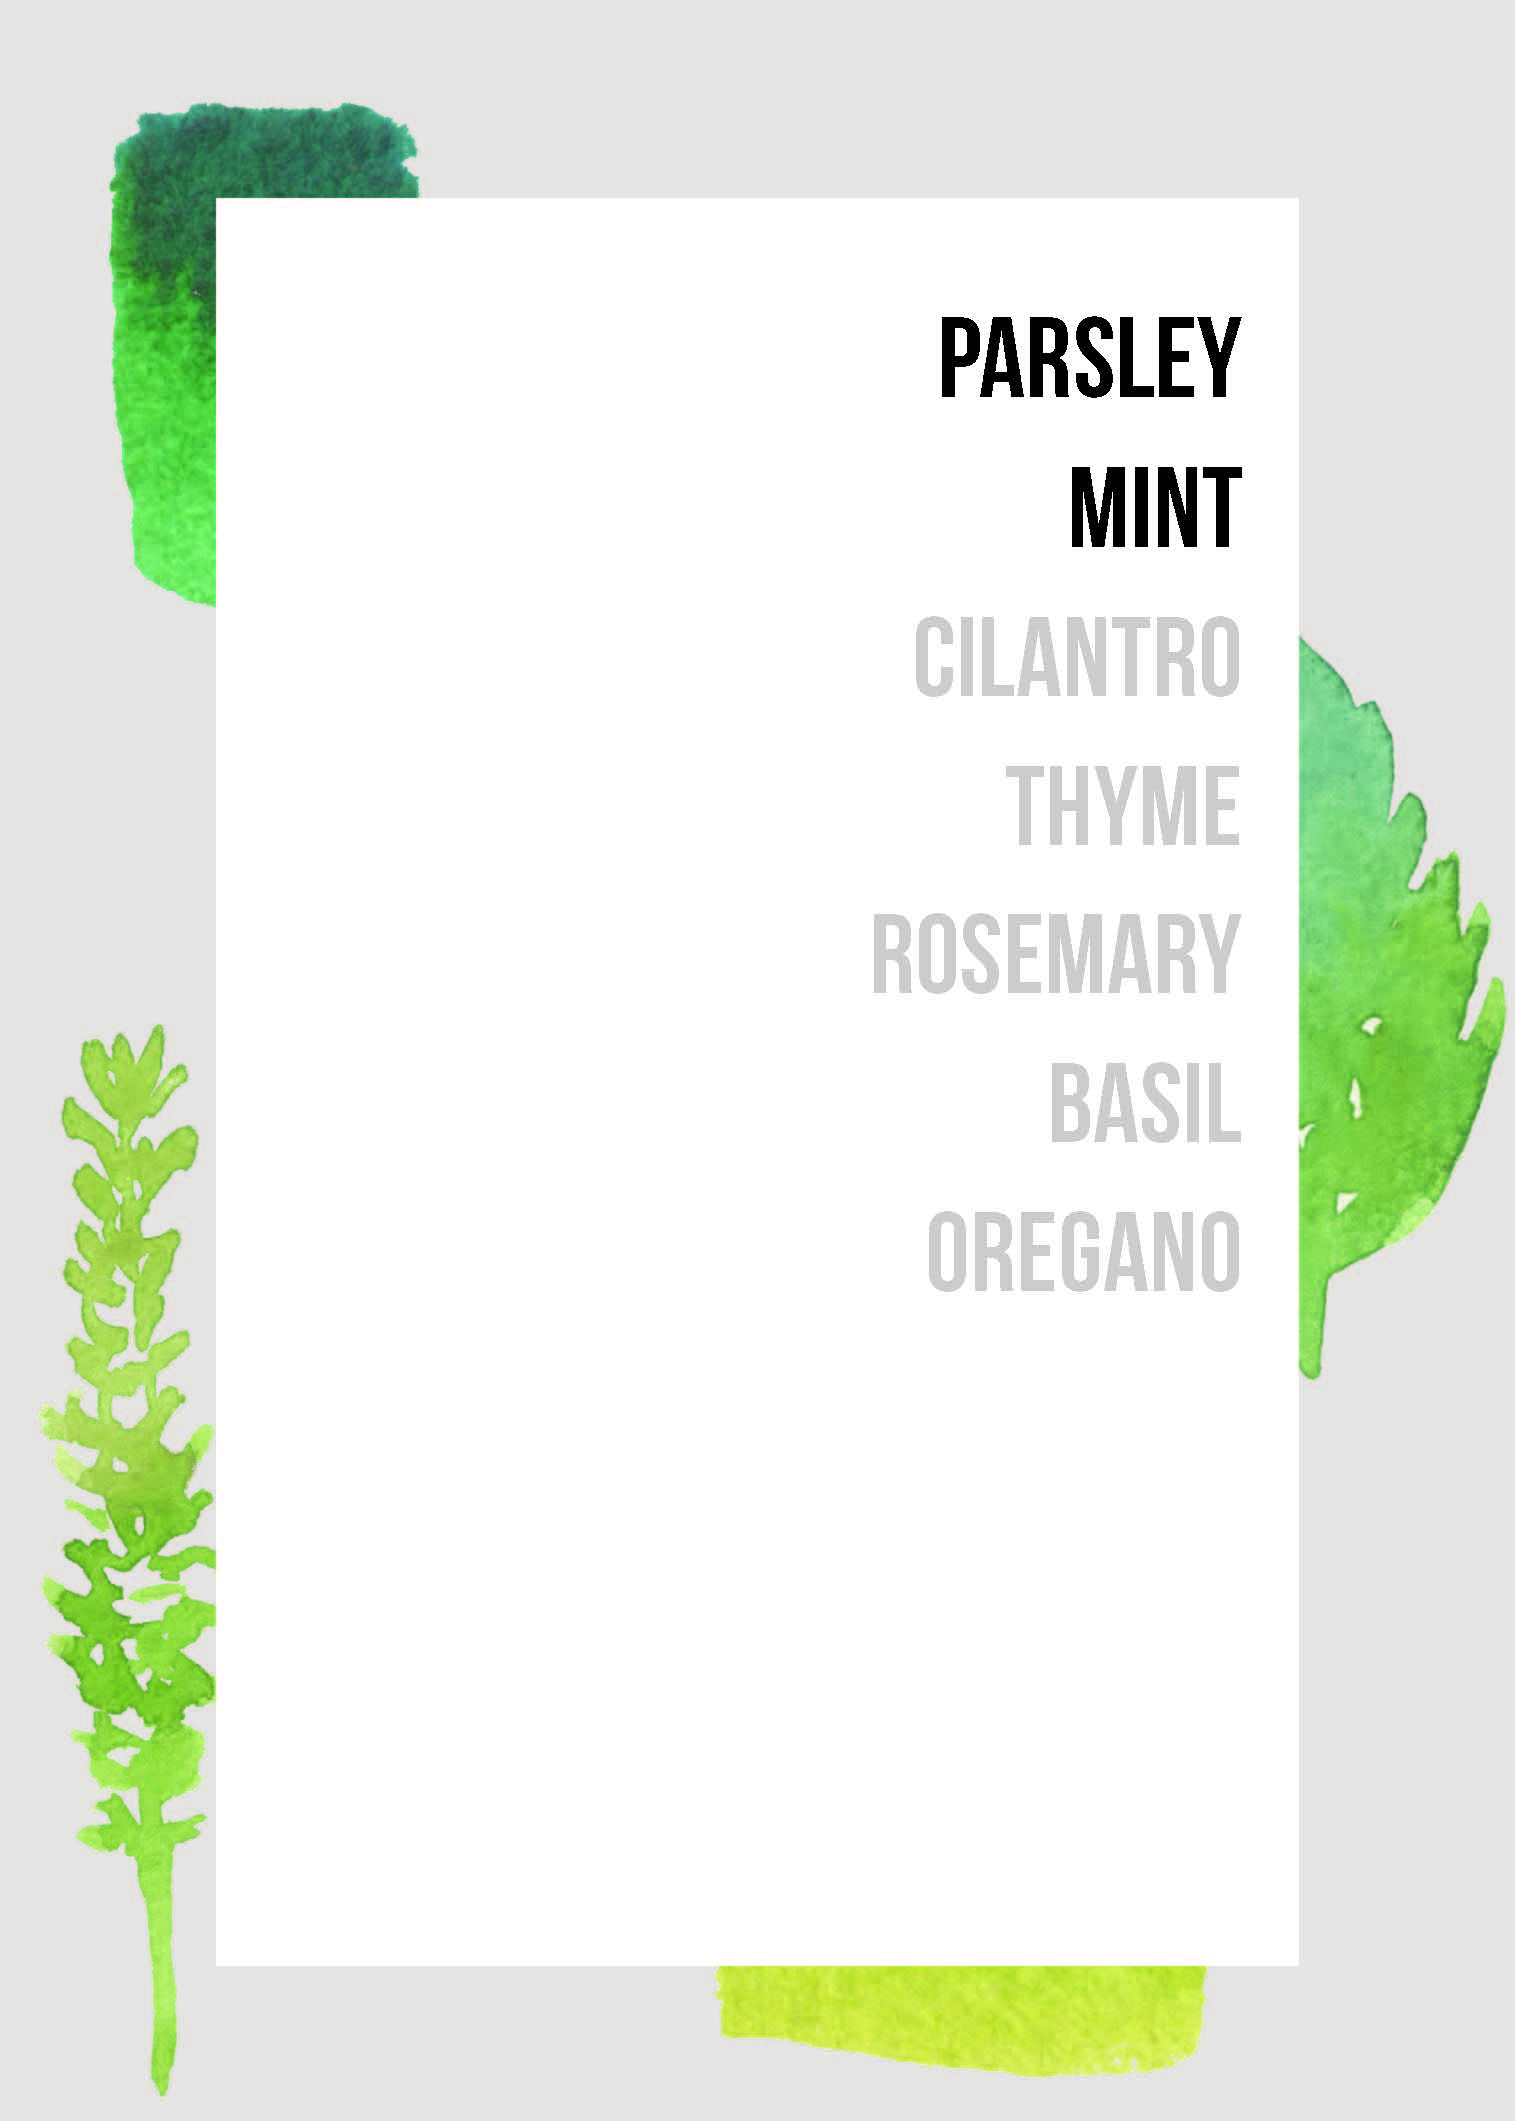 PARSLEY
MINT
CILANTRO
THYME
ROSEMARY
BASIL
OREGANO